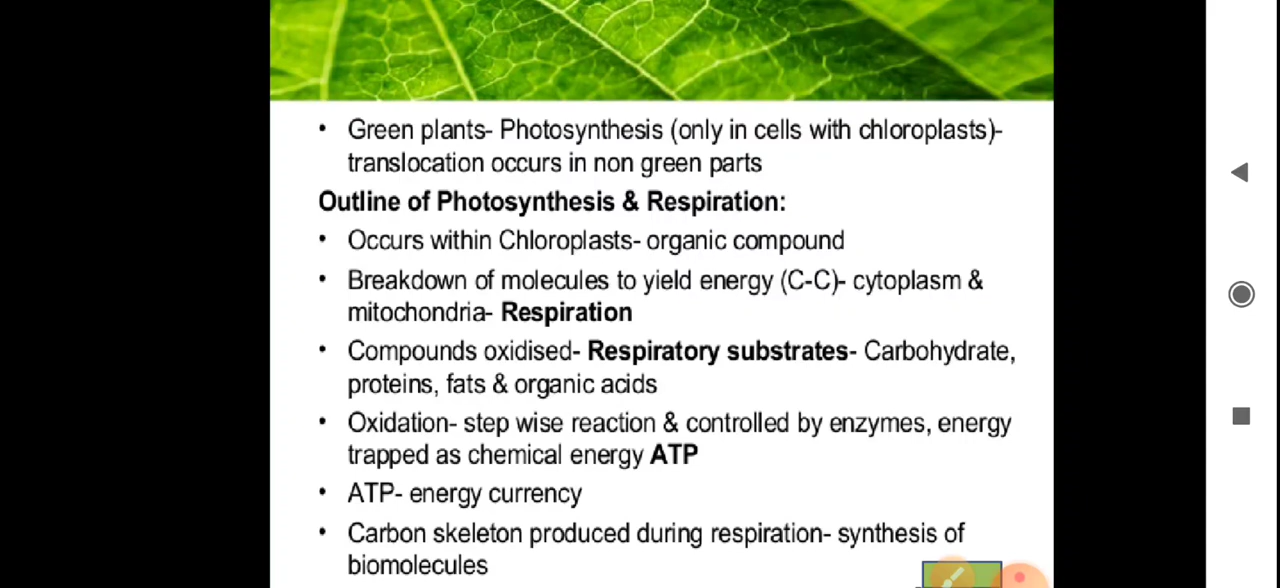 • Green plants- Photosynthesis (only in cells with chloroplasts)-
translocation occurs in non green parts
Outline of Photosynthesis & Respiration:
• Occurs within Chloroplasts- organic compound
• Breakdown of molecules to yield energy (C-C)- cytoplasm &
mitochondria- Respiration
• Compounds oxidised- Respiratory substrates- Carbohydrate,
proteins, fats & organic acids
• Oxidation- step wise reaction & controlled by enzymes, energy
trapped as chemical energy ATP
• ATP- energy currency
• Carbon skeleton produced during respiration- synthesis of
biomolecules